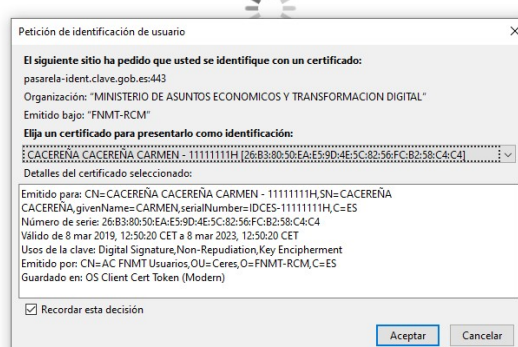 Petición de identificación de usuario
El siguiente sitio ha pedido que usted se identifique con un certificado:
pasarela-ident.clave.gob.es:443
Organización: “MINISTERIO DE ASUNTOS ECONOMICOS Y TRANSFORMACION DIGITAL”
Emitido bajo: “FNMT-RCM”
Elija un certificado para presentarlo como identificación:
CACEREÑA CACEREÑA CARMEN - 11111111H [26:B3:80:50:EA:E5:9D:4E:5C:82:56:FC:B2:58:C4:C4]
Detalles del certificado seleccionado:
Emitido para: CN=CACEREÑA CACEREÑA CARMEN - 11111111H,SN=CACEREÑA
CACEREÑA,givenName=CARMEN,serialNumber=IDCES-11111111H,C=ES
Número de serie: 26:B3:80:50:EA:E5:9D:4E:5C:82:56:FC:B2:58:C4:C4
Válido de 8 mar 2019, 12:50:20 CET a 8 mar 2023, 12:50:20 CET
Usos de la clave: Digital Signature,Non-Repudiation,Key Encipherment
Emitido por: CN=AC FNMT Usuarios,OU=Ceres,O=FNMT-RCM,C=ES
Guardado en: OS Client Cert Token (Modern)
Recordar esta decisión
Aceptar
Cancelar